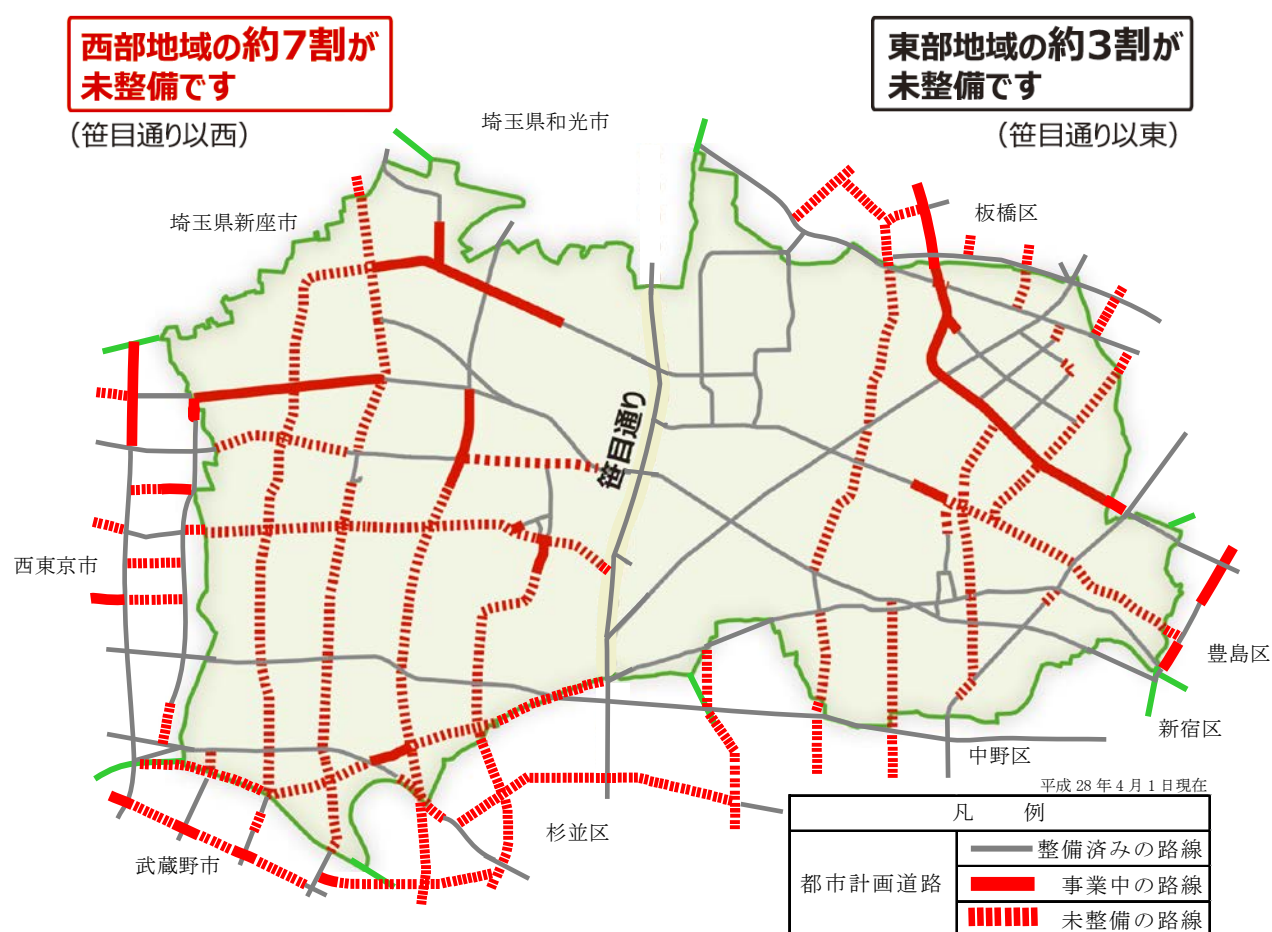 西部地域の約7割が
未整備です
(笹目通り以西)
東部地域の約3割が
未整備です
(笹目通り以東)
埼玉県和光市
埼玉県新座市
板橋区
笹目通り
西東京市
豊島区
新宿区
中野区
杉並区
武蔵野市
平成28年4月1日現在
凡 例
都市計画道路
整備済みの路線
事業中の路線
未整備の路線